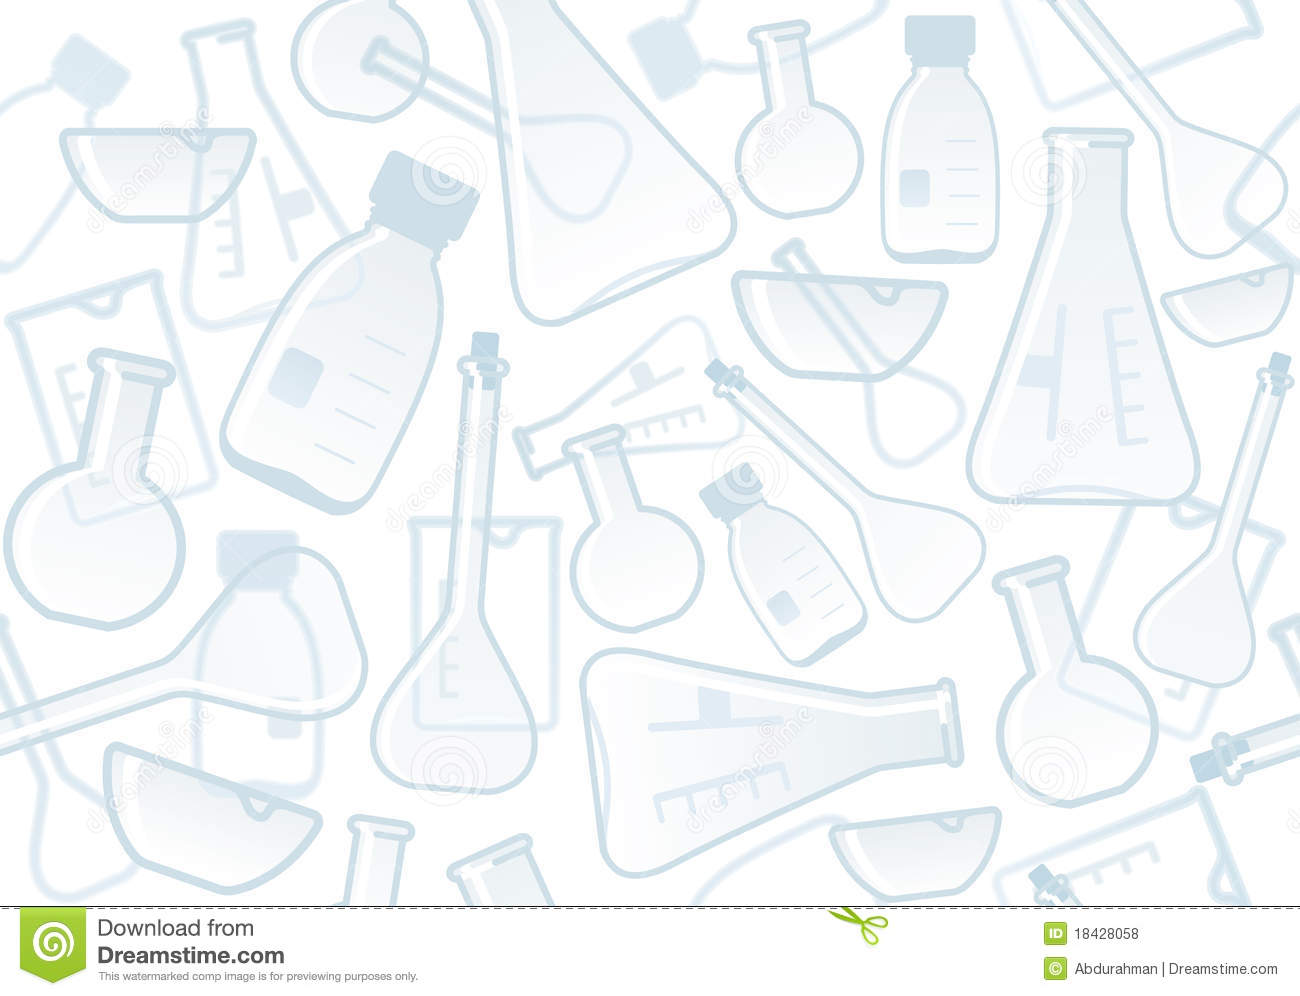 Download from
Dreamstime.com
This watermarked comp image is for previewing purposes only.
ID 18428058
© Abdurahman | Dreamstime.com